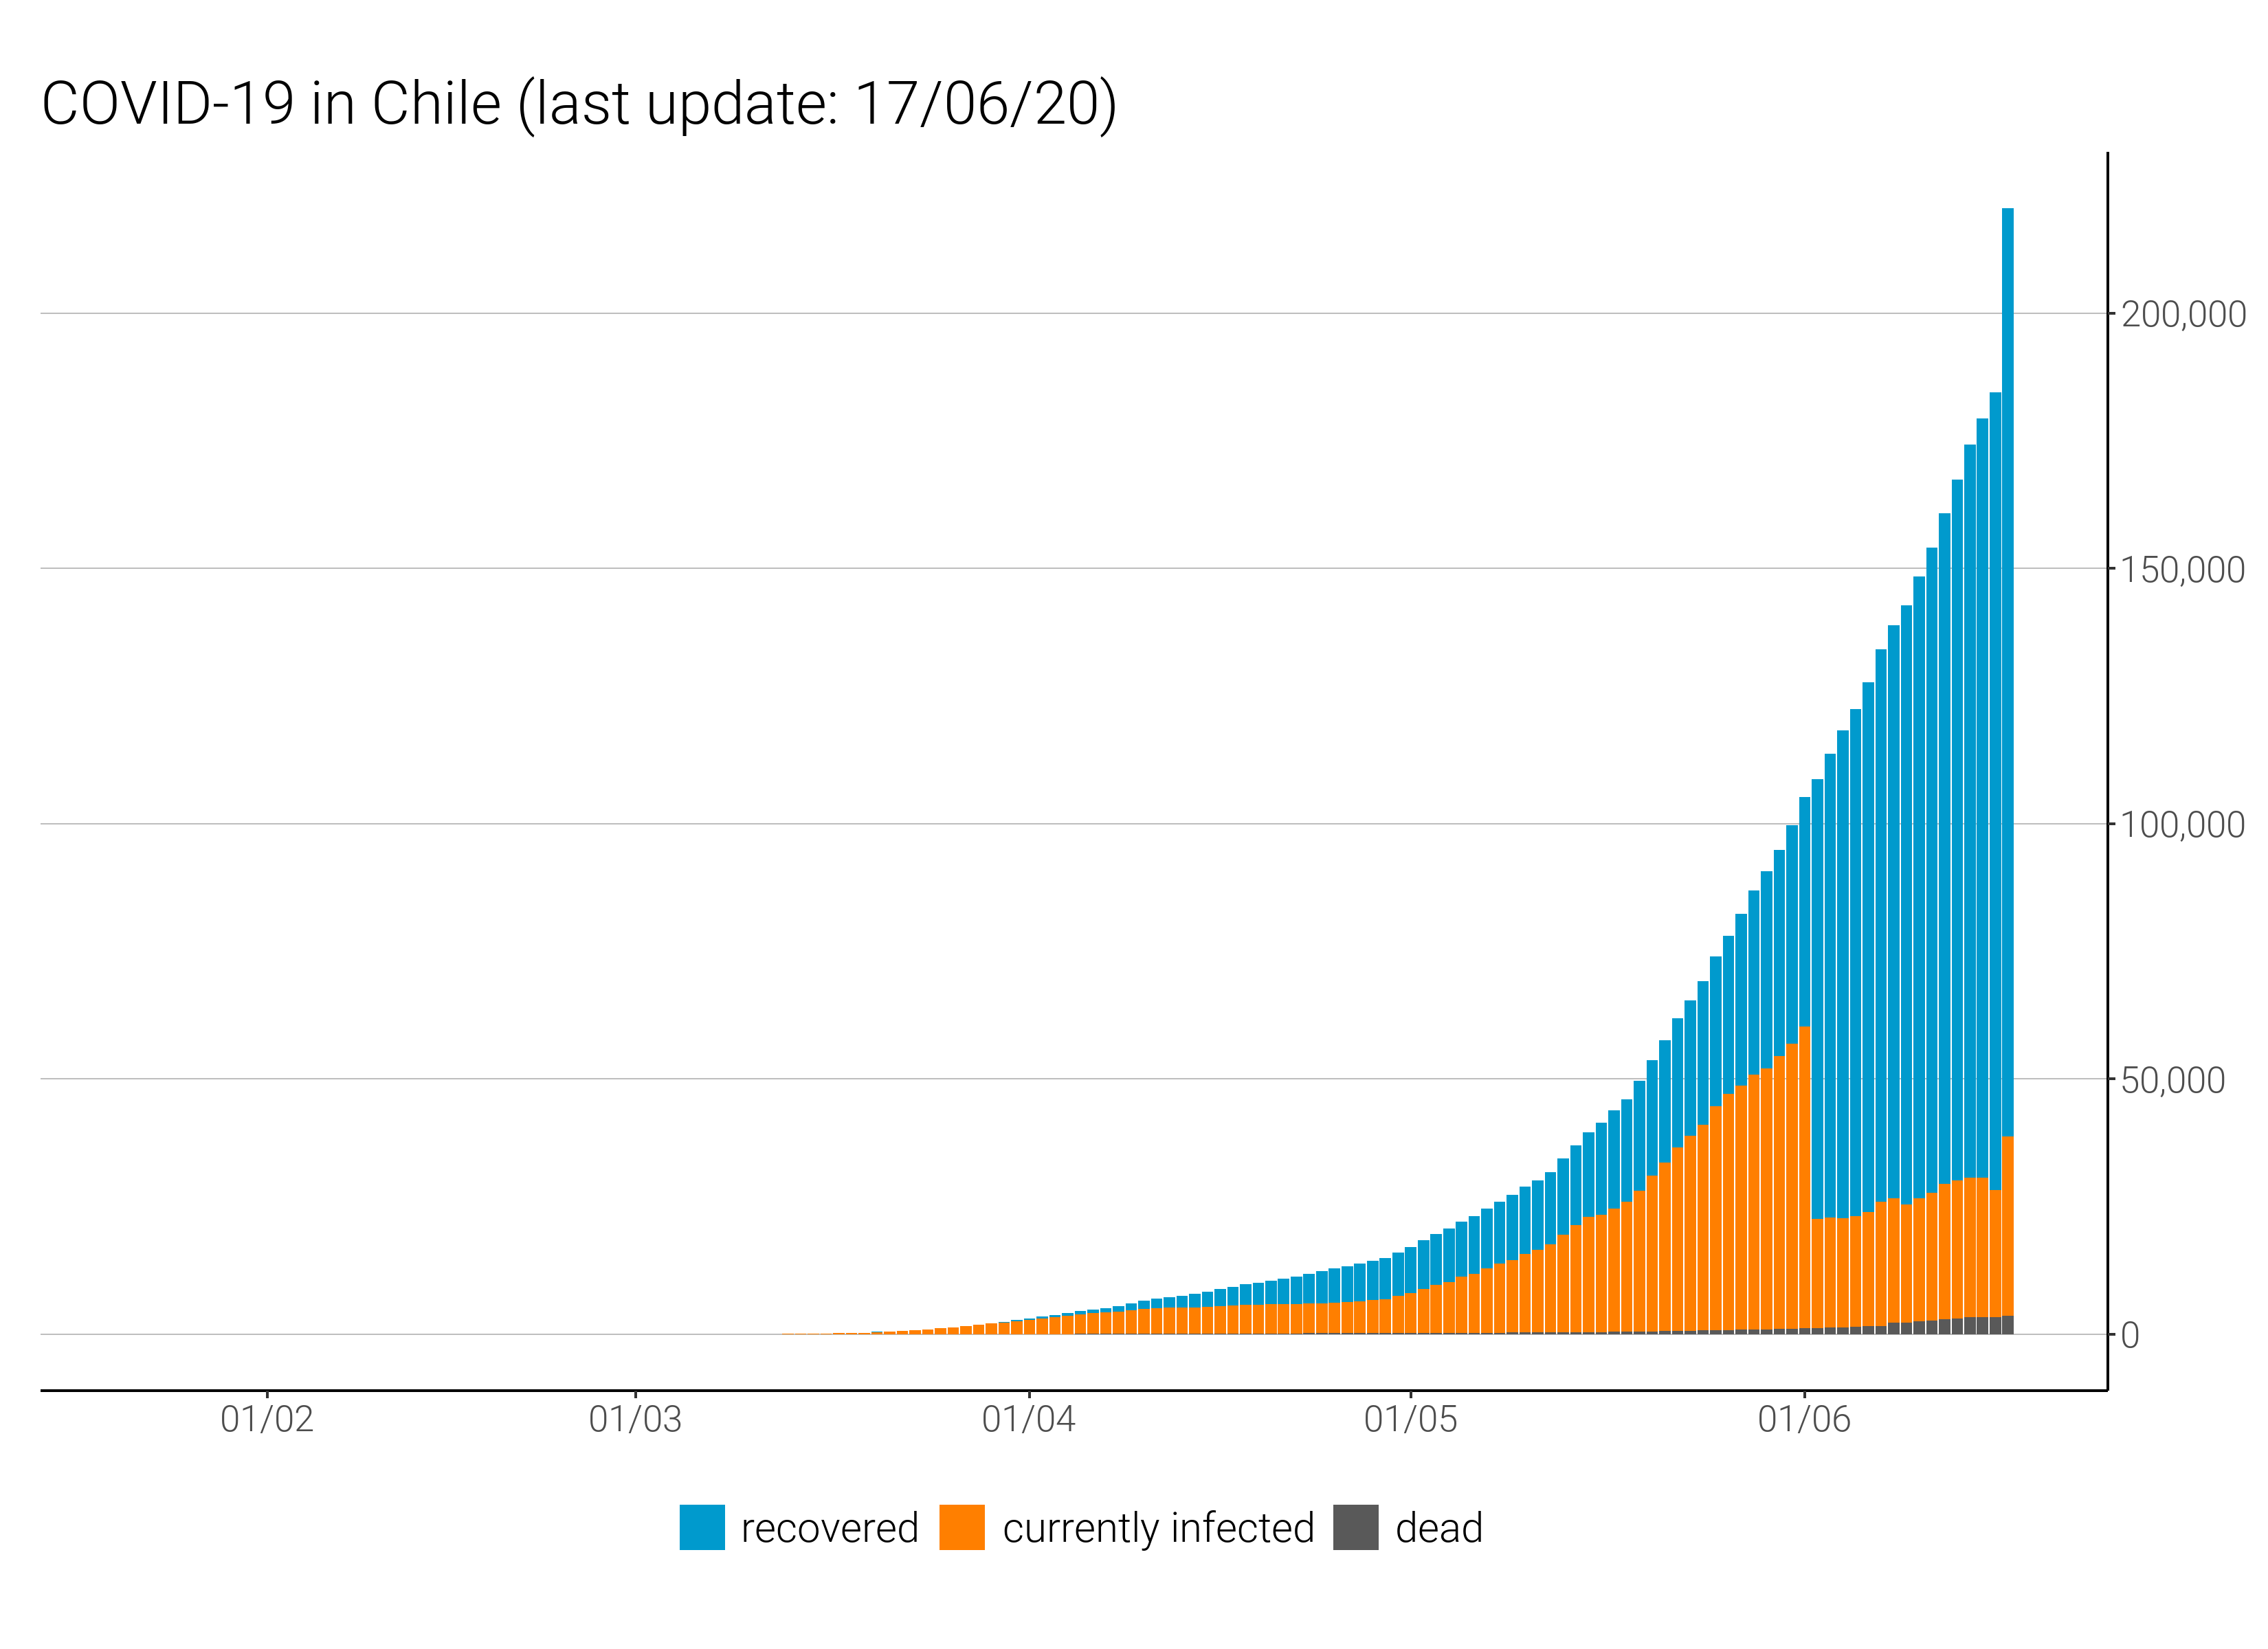 COVID-19 in Chile (last update: 17/06/20)
200,000
150,000
100,000
50,000
0
01/02 01/03 01/04 01/05 01/06
recovered currently infected dead